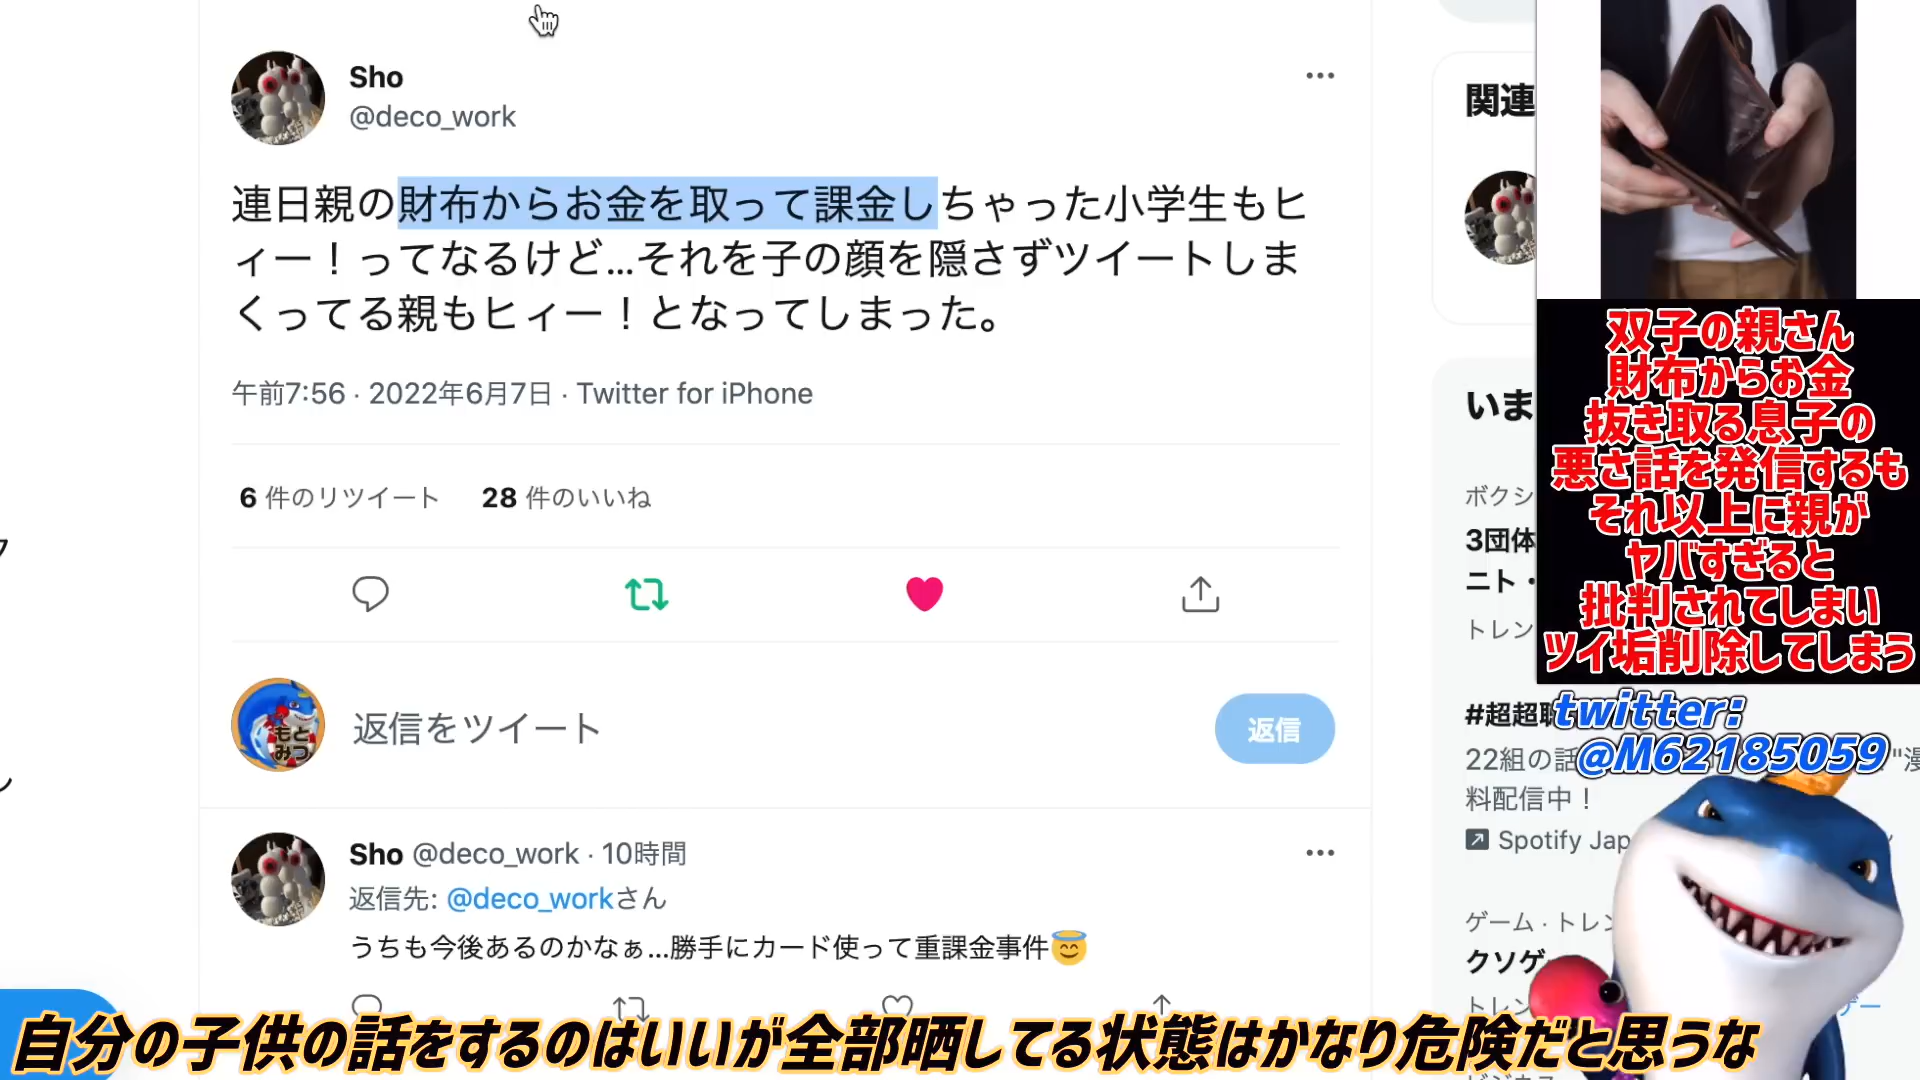 Sho
@deco_work
連日親の財布からお金を取って課金しちゃった小学生もヒ
ィー！ってなるけど...それを子の顔を隠さずツイートしま
くってる親もヒィー！となってしまった。
午前7:56 · 2022年6月7日 · Twitter for iPhone
6 件のリツイート 28 件のいいね
もと
みつ
返信をツイート
返信
Sho @deco_work · 10時間
返信先: @deco_workさん
うちも今後あるのかなぁ...勝手にカード使って重課金事件😇
自分の子供の話をするのはいいが全部晒してる状態はかなり危険だと思うな
関連
いま
ボクシ
3団体
ニト・
トレン
#超超
22組の話
"漫
料配信中！
Spotify Jap
ゲーム · トレン
クソゲ
トレン
双子の親さん
財布からお金
抜き取る息子の
悪さ話を発信するも
それ以上に親が
ヤバすぎると
批判されてしまい
ツイ垢削除してしまう
twitter:
@M62185059